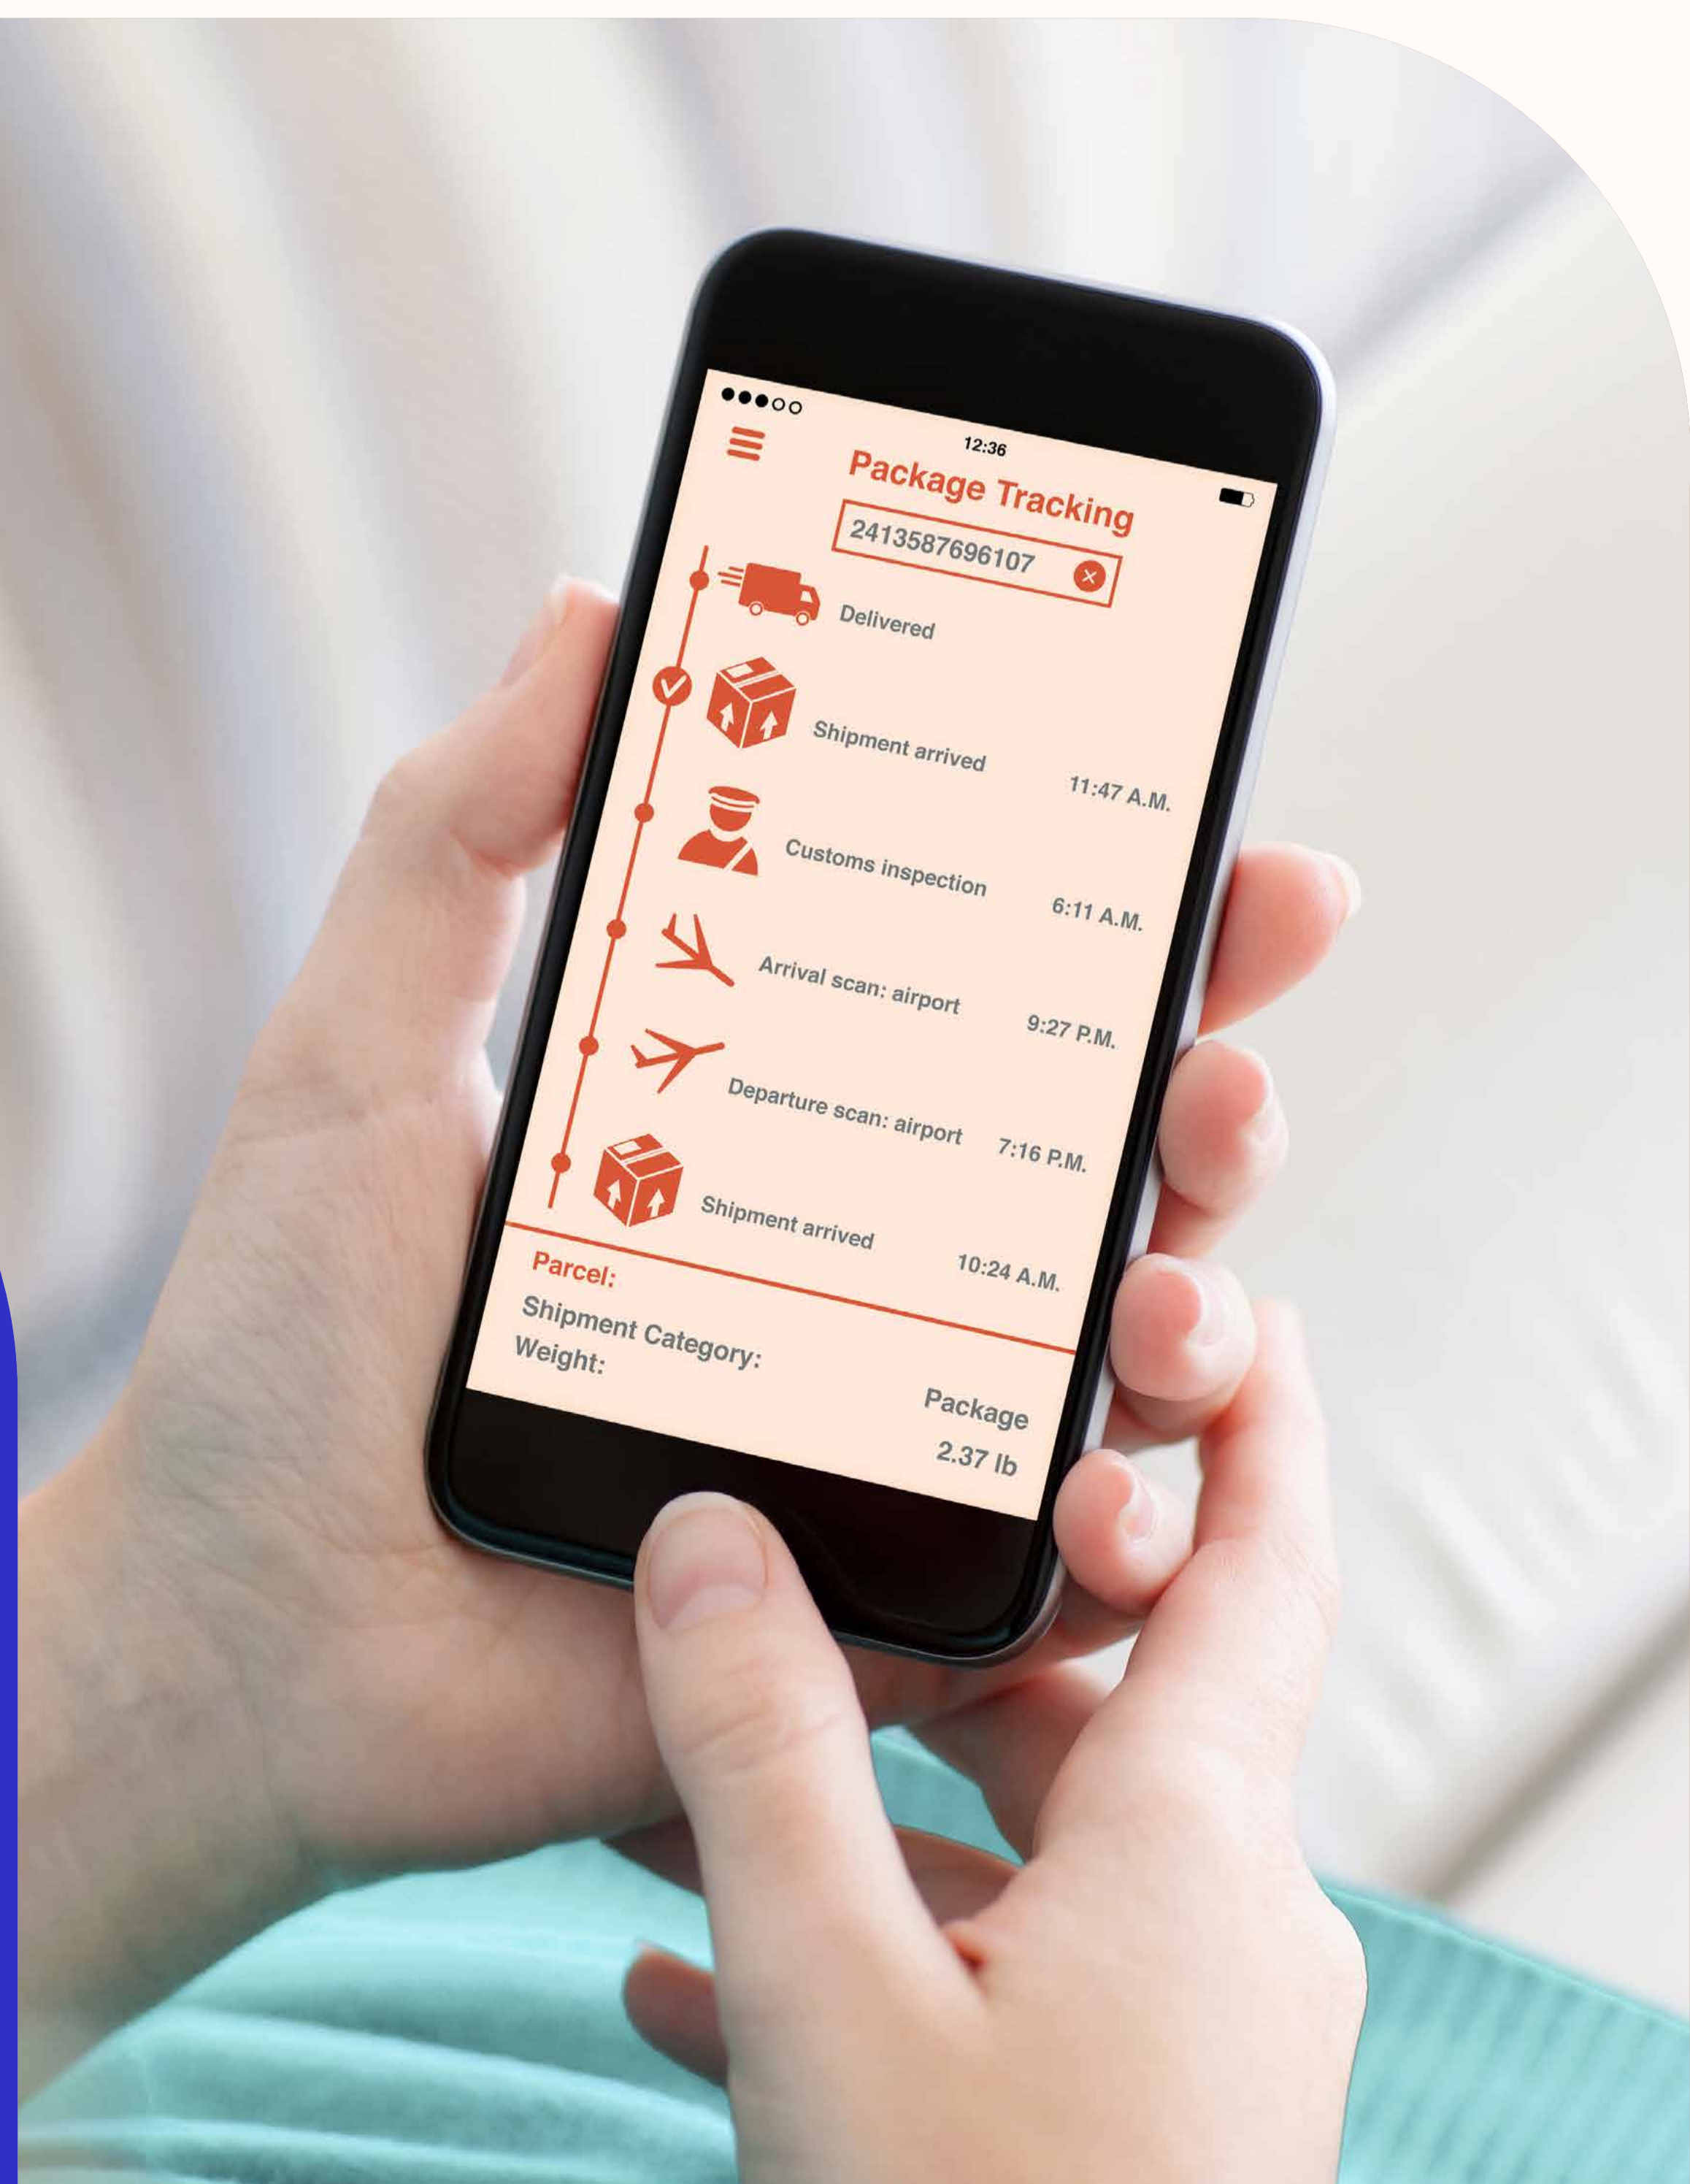 12:36
Package Tracking
2413587696107
Delivered
Shipment arrived 11:47 A.M.
Customs inspection 6:11 A.M.
Arrival scan: airport 9:27 P.M.
Departure scan: airport 7:16 P.M.
Shipment arrived 10:24 A.M.
Parcel:
Shipment Category: Package
Weight: 2.37 lb